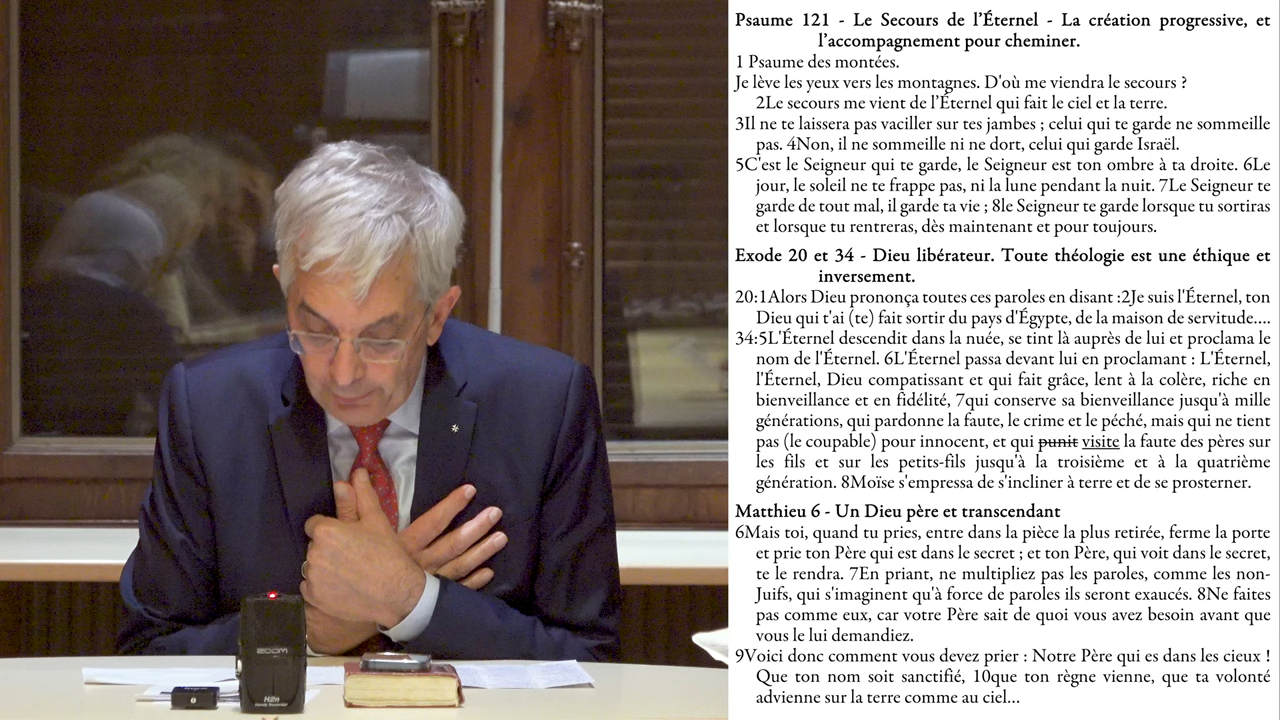 Psaume 121 - Le Secours de l’Éternel - La création progressive, et
l’accompagnement pour cheminer.
1 Psaume des montées.
Je lève les yeux vers les montagnes. D'où me viendra le secours ?
2Le secours me vient de l’Éternel qui fait le ciel et la terre.
3Il ne te laissera pas vaciller sur tes jambes ; celui qui te garde ne sommeille
pas. 4Non, il ne sommeille ni ne dort, celui qui garde Israël.
5C'est le Seigneur qui te garde, le Seigneur est ton ombre à ta droite. 6Le
jour, le soleil ne te frappe pas, ni la lune pendant la nuit. 7Le Seigneur te
garde de tout mal, il garde ta vie ; 8le Seigneur te garde lorsque tu sortiras
et lorsque tu rentreras, dès maintenant et pour toujours.
Exode 20 et 34 - Dieu libérateur. Toute théologie est une éthique et
inversement.
20:1Alors Dieu prononça toutes ces paroles en disant :2Je suis l'Éternel, ton
Dieu qui t'ai (te) fait sortir du pays d'Égypte, de la maison de servitude....
34:5L'Éternel descendit dans la nuée, se tint là auprès de lui et proclama le
nom de l'Éternel. 6L'Éternel passa devant lui en proclamant : L'Éternel,
l'Éternel, Dieu compatissant et qui fait grâce, lent à la colère, riche en
bienveillance et en fidélité, 7qui conserve sa bienveillance jusqu'à mille
générations, qui pardonne la faute, le crime et le péché, mais qui ne tient
pas (le coupable) pour innocent, et qui punit visite la faute des pères sur
les fils et sur les petits-fils jusqu'à la troisième et à la quatrième
génération. 8Moïse s'empressa de s'incliner à terre et de se prosterner.
Matthieu 6 - Un Dieu père et transcendant
6Mais toi, quand tu pries, entre dans la pièce la plus retirée, ferme la porte
et prie ton Père qui est dans le secret ; et ton Père, qui voit dans le secret,
te le rendra. 7En priant, ne multipliez pas les paroles, comme les non-
Juifs, qui s'imaginent qu'à force de paroles ils seront exaucés. 8Ne faites
pas comme eux, car votre Père sait de quoi vous avez besoin avant que
vous le lui demandiez.
9Voici donc comment vous devez prier : Notre Père qui es dans les cieux !
Que ton nom soit sanctifié, 10que ton règne vienne, que ta volonté
advienne sur la terre comme au ciel...
ZOOM
H2n
Handy Recorder